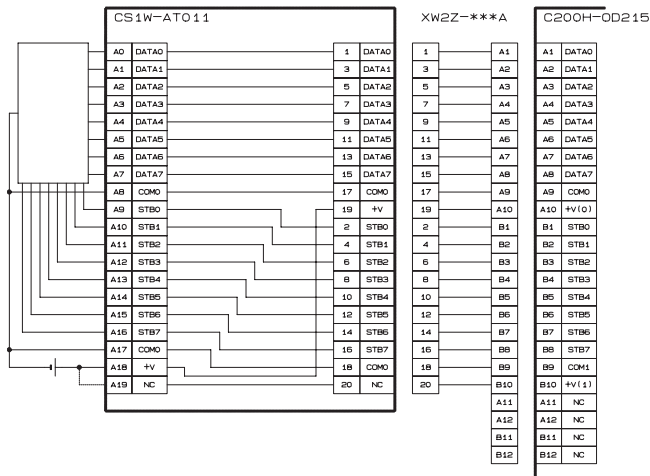 CS1W-AT011 XW2Z-***A C200H-OD215
A0 DATA0 1 DATA0 1 A1 A1 DATA0
A1 DATA1 3 DATA1 3 A2 A2 DATA1
A2 DATA2 5 DATA2 5 A3 A3 DATA2
A3 DATA3 7 DATA3 7 A4 A4 DATA3
A4 DATA4 9 DATA4 9 A5 A5 DATA4
A5 DATA5 11 DATA5 11 A6 A6 DATA5
A6 DATA6 13 DATA6 13 A7 A7 DATA6
A7 DATA7 15 DATA7 15 A8 A8 DATA7
A8 COM0 17 COM0 17 A9 A9 COM0
A9 STB0 19 +V 19 A10 A10 +V(0)
A10 STB1 2 STB0 2 B1 B1 STB0
A11 STB2 4 STB1 4 B2 B2 STB1
A12 STB3 6 STB2 6 B3 B3 STB2
A13 STB4 8 STB3 8 B4 B4 STB3
A14 STB5 10 STB4 10 B5 B5 STB4
A15 STB6 12 STB5 12 B6 B6 STB5
A16 STB7 14 STB6 14 B7 B7 STB6
A17 COM0 16 STB7 16 B8 B8 STB7
A18 +V 18 COM0 18 B9 B9 COM1
A19 NC 20 NC 20 B10 B10 +V(1)
A11 A11 NC
A12 A12 NC
B11 B11 NC
B12 B12 NC